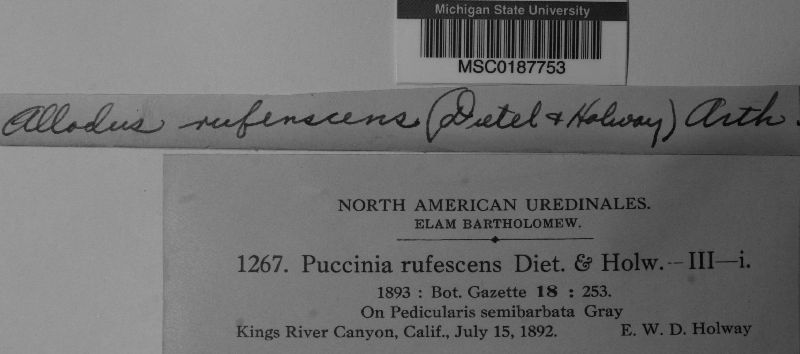 Michigan State University
MSC0187753
Allodus rufenscens (Dietel & Holway) Arth.
NORTH AMERICAN UREDINALES.
ELAM BARTHOLOMEW.
1267. Puccinia rufescens Diet. & Holw.--III—i.
1893 : Bot. Gazette 18 : 253.
On Pedicularis semibarbata Gray
Kings River Canyon, Calif., July 15, 1892. E. W. D. Holway